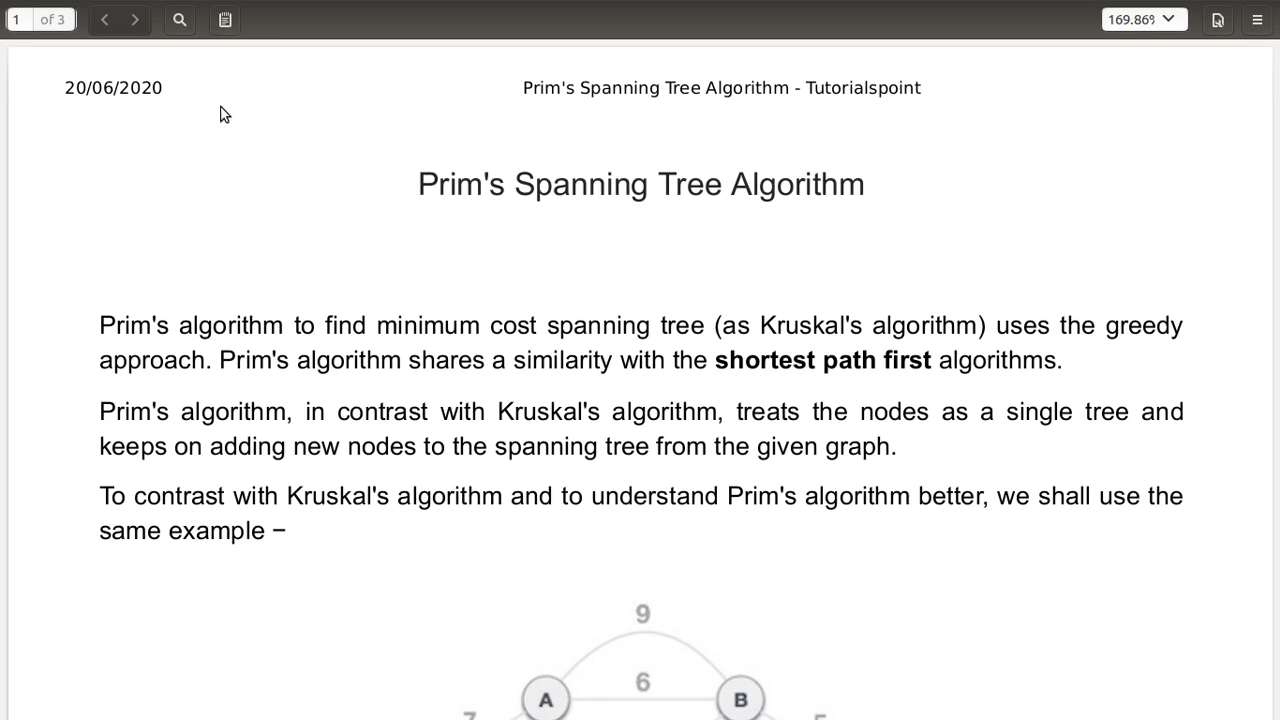 1 of 3
169.86%
20/06/2020 Prim's Spanning Tree Algorithm - Tutorialspoint
Prim's Spanning Tree Algorithm
Prim's algorithm to find minimum cost spanning tree (as Kruskal's algorithm) uses the greedy
approach. Prim's algorithm shares a similarity with the shortest path first algorithms.
Prim's algorithm, in contrast with Kruskal's algorithm, treats the nodes as a single tree and
keeps on adding new nodes to the spanning tree from the given graph.
To contrast with Kruskal's algorithm and to understand Prim's algorithm better, we shall use the
same example −
9
6
A B